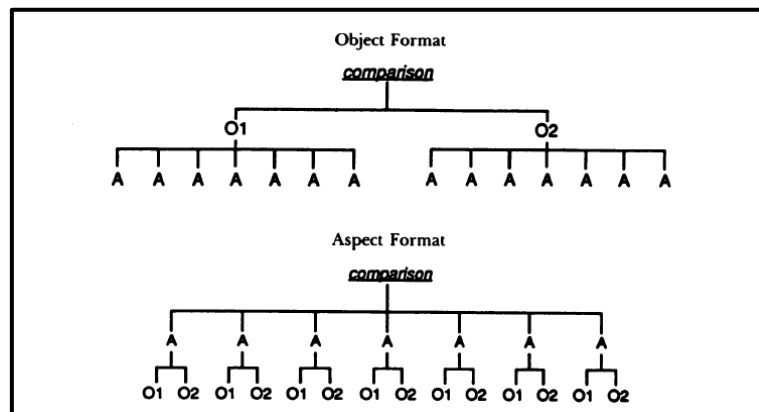 Object Format
comparison
O1 O2
A A A A A A A A A A A A A A
Aspect Format
comparison
A A A A A A A
O1 O2 O1 O2 O1 O2 O1 O2 O1 O2 O1 O2 O1 O2